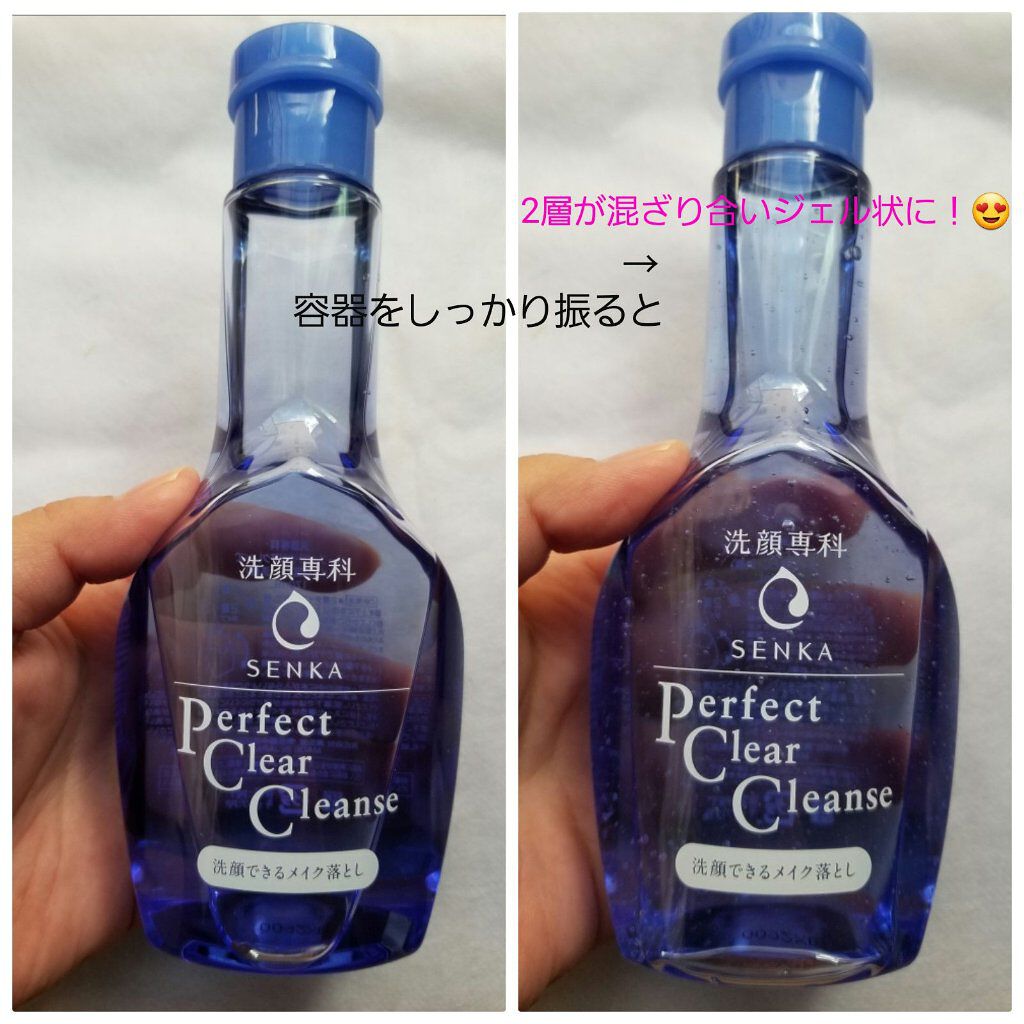 容器をしっかり振ると
→
2層が混ざり合いジェル状に！😍
洗顔専科
SENKA
Perfect
Clear
Cleanse
洗顔できるメイク落とし
洗顔専科
SENKA
Perfect
Clear
Cleanse
洗顔できるメイク落とし